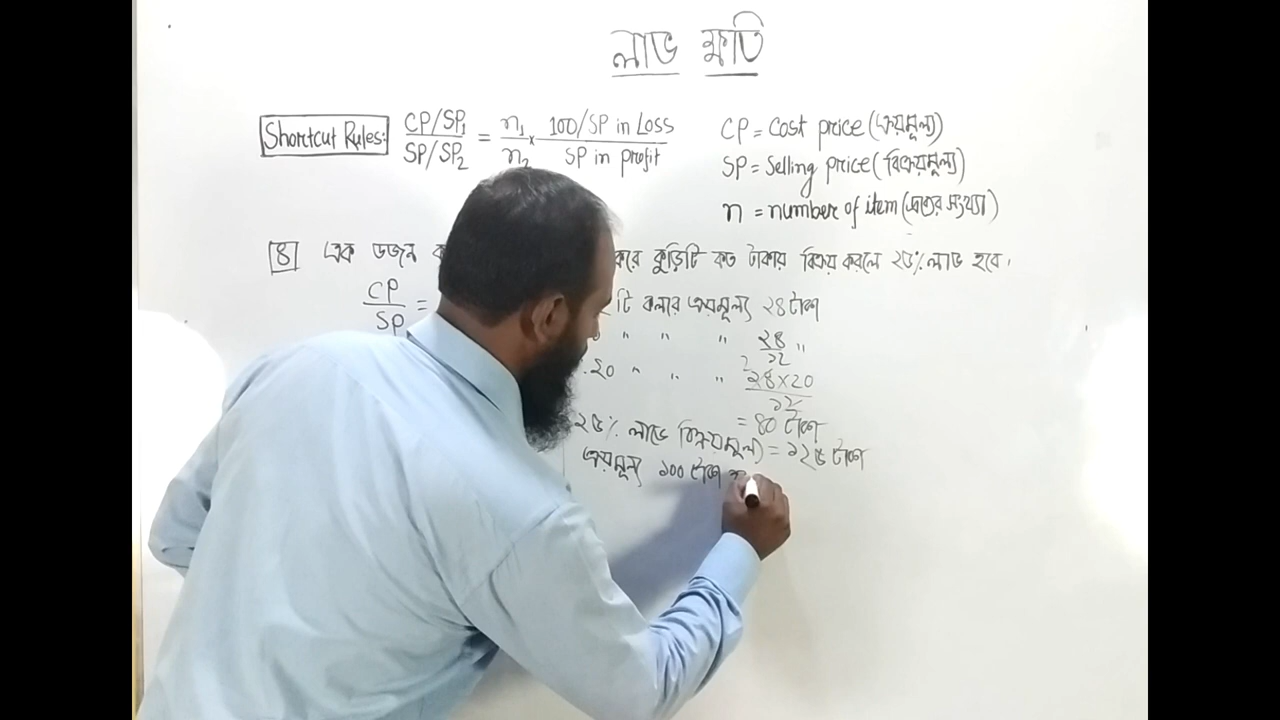 লাভ ক্ষতি
Shortcut Rules: CP/SP₁ / SP/SP₂ = n₁/n₂ × 100/SP in Loss / SP in profit
CP = Cost price (ক্রয়মূল্য)
SP = Selling price (বিক্রয়মূল্য)
n = number of item (দ্রব্যের সংখ্যা)
৪ এক ডজন করে কুড়িটি কত টাকায় বিক্রয় করলে ২৫% লাভ হবে।
CP/SP =
টি কলার ক্রয়মূল্য ২৪ টাকা
" " " ২৪/১২ "
২০ " " " ২৪×২০/১২
= ৪০ টাকা
২৫% লাভে বিক্রয়মূল্য = ১২৫ টাকা
ক্রয়মূল্য ১০০ টাকা